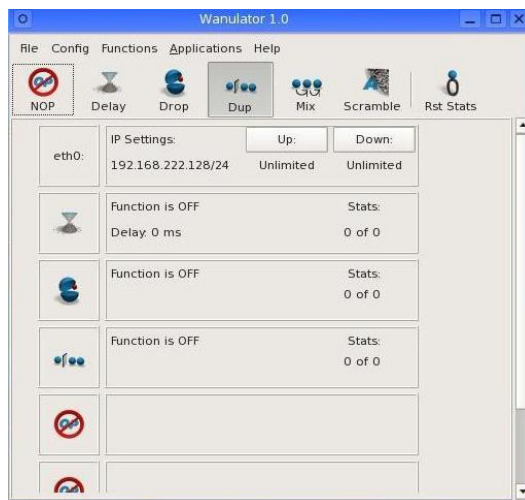 Wanulator 1.0
File Config Functions Applications Help
NOP Delay Drop Dup Mix Scramble Rst Stats
eth0: IP Settings: Up: Down:
192.168.222.128/24 Unlimited Unlimited
Function is OFF Stats:
Delay: 0 ms 0 of 0
Function is OFF Stats:
0 of 0
Function is OFF Stats:
0 of 0